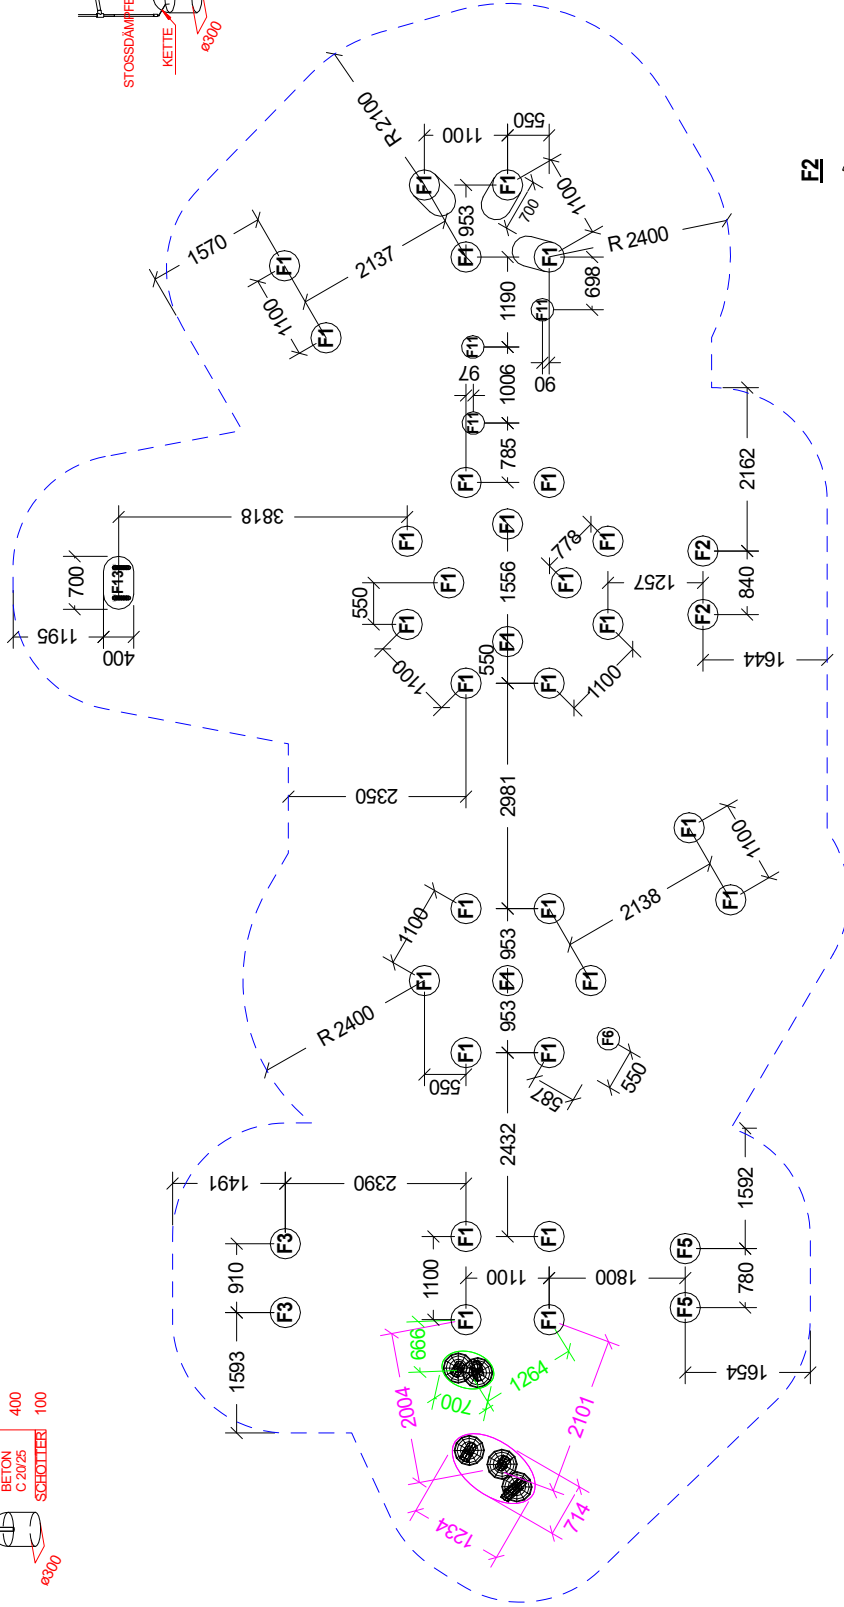 STOSSDÄMPFE
KETTE
ø300
R 2100
1100
550
F1
F1
953
700
1100
F2
1570
F1
2137
F1
F1
R 2400
1100
F1
1190
F11
698
F11
97
1006
90
F11
785
F1
F1
2162
3818
F1
F1
778
F1
700
F13
F1
1556
F1
F2
1195
550
1257
840
400
F1
F1
F2
F1
1644
1100
550
F1
F1
1100
2350
2981
F1
1100
F1
2138
1100
F1
F1
953
F1
F1
F1
R 2400
953
F6
550
F1
F1
587
550
2432
1491
2390
1592
F3
F1
F1
F5
910
1100
1100
1800
780
F3
F1
F1
F5
1593
666
1264
1654
2004
700
2101
1234
714
BETON
C 20/25
400
SCHOTTER
100
ø300